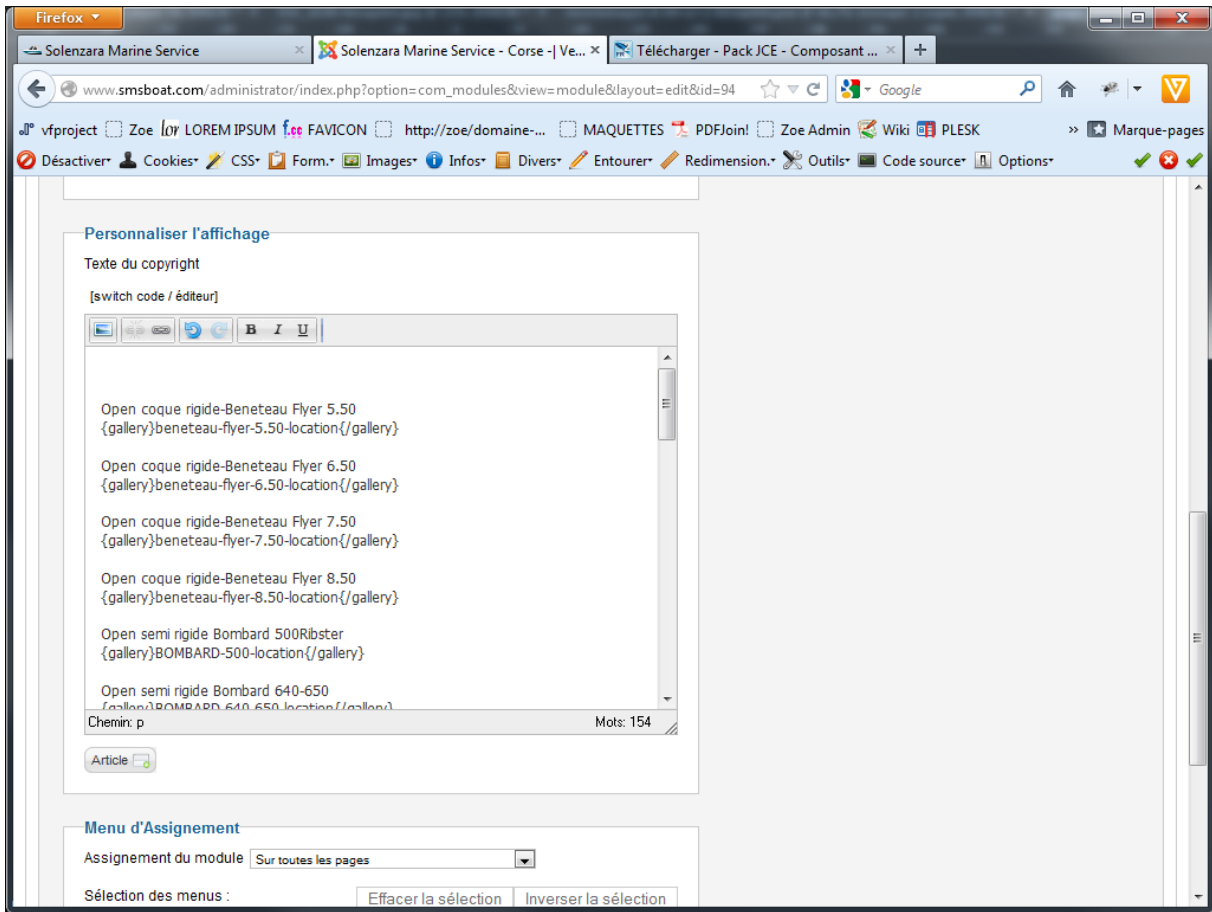 Firefox
Solenzara Marine Service
Solenzara Marine Service - Corse -| Ve...
Télécharger - Pack JCE - Composant ...
www.smsboat.com/administrator/index.php?option=com_modules&view=module&layout=edit&id=94
Google
vfproject Zoe lor LOREM IPSUM f.cc FAVICON http://zoe/domaine-... MAQUETTES PDFJoin! Zoe Admin Wiki PLESK » Marque-pages
Désactiver Cookies CSS Form. Images Infos Divers Entourer Redimension. Outils Code source Options
Personnaliser l'affichage
Texte du copyright
[switch code / éditeur]
B I U
Open coque rigide-Beneteau Flyer 5.50
{gallery}beneteau-flyer-5.50-location{/gallery}
Open coque rigide-Beneteau Flyer 6.50
{gallery}beneteau-flyer-6.50-location{/gallery}
Open coque rigide-Beneteau Flyer 7.50
{gallery}beneteau-flyer-7.50-location{/gallery}
Open coque rigide-Beneteau Flyer 8.50
{gallery}beneteau-flyer-8.50-location{/gallery}
Open semi rigide Bombard 500Ribster
{gallery}BOMBARD-500-location{/gallery}
Open semi rigide Bombard 640-650
{gallery}BOMBARD-640-650-location{/gallery}
Chemin: p
Mots: 154
Article
Menu d'Assignement
Assignement du module Sur toutes les pages
Sélection des menus : Effacer la sélection Inverser la sélection